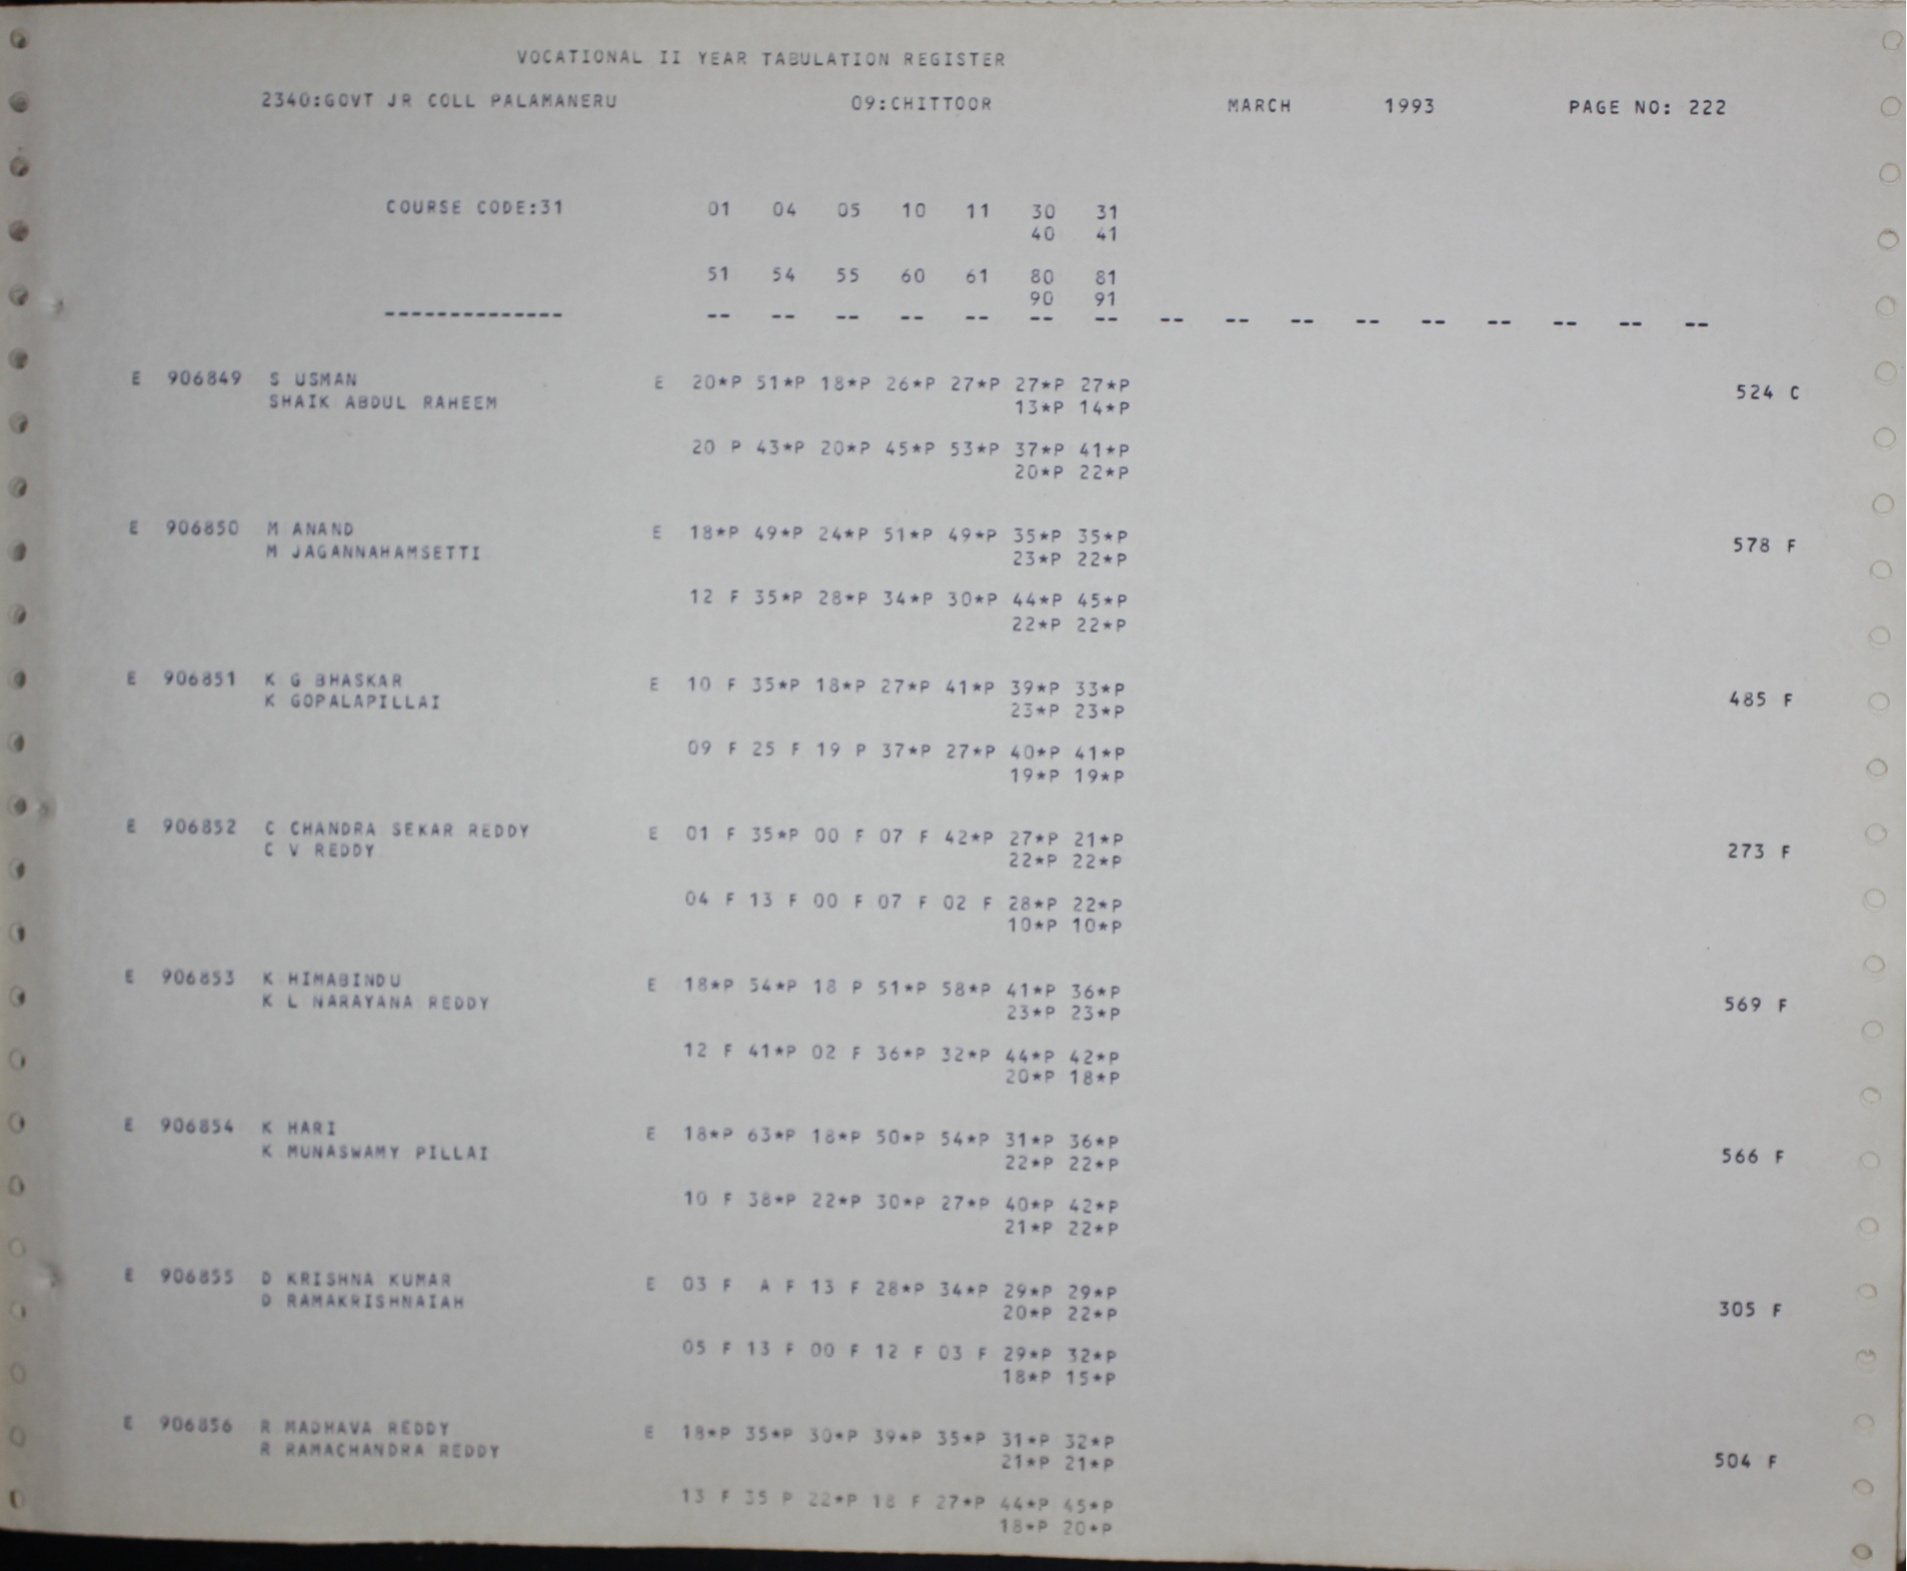 VOCATIONAL II YEAR TABULATION REGISTER
2340:GOVT JR COLL PALAMANERU 09:CHITTOOR MARCH 1993 PAGE NO: 222
COURSE CODE:31 01 04 05 10 11 30 31
40 41
51 54 55 60 61 80 81
90 91
-------------- -- -- -- -- -- -- -- -- -- -- -- -- -- -- -- --
E 906849 S USMAN E 20*P 51*P 18*P 26*P 27*P 27*P 27*P 524 C
SHAIK ABDUL RAHEEM 13*P 14*P
20 P 43*P 20*P 45*P 53*P 37*P 41*P
20*P 22*P
E 906850 M ANAND E 18*P 49*P 24*P 51*P 49*P 35*P 35*P 578 F
M JAGANNAHAMSETTI 23*P 22*P
12 F 35*P 28*P 34*P 30*P 44*P 45*P
22*P 22*P
E 906851 K G BHASKAR E 10 F 35*P 18*P 27*P 41*P 39*P 33*P 485 F
K GOPALAPILLAI 23*P 23*P
09 F 25 F 19 P 37*P 27*P 40*P 41*P
19*P 19*P
E 906852 C CHANDRA SEKAR REDDY E 01 F 35*P 00 F 07 F 42*P 27*P 21*P 273 F
C V REDDY 22*P 22*P
04 F 13 F 00 F 07 F 02 F 28*P 22*P
10*P 10*P
E 906853 K HIMABINDU E 18*P 54*P 18 P 51*P 58*P 41*P 36*P 569 F
K L NARAYANA REDDY 23*P 23*P
12 F 41*P 02 F 36*P 32*P 44*P 42*P
20*P 18*P
E 906854 K HARI E 18*P 63*P 18*P 50*P 54*P 31*P 36*P 566 F
K MUNASWAMY PILLAI 22*P 22*P
10 F 38*P 22*P 30*P 27*P 40*P 42*P
21*P 22*P
E 906855 D KRISHNA KUMAR E 03 F A F 13 F 28*P 34*P 29*P 29*P 305 F
D RAMAKRISHNAIAH 20*P 22*P
05 F 13 F 00 F 12 F 03 F 29*P 32*P
18*P 15*P
E 906856 R MADHAVA REDDY E 18*P 35*P 30*P 39*P 35*P 31*P 32*P 504 F
R RAMACHANDRA REDDY 21*P 21*P
13 F 35 P 22*P 18 F 27*P 44*P 45*P
18*P 20*P